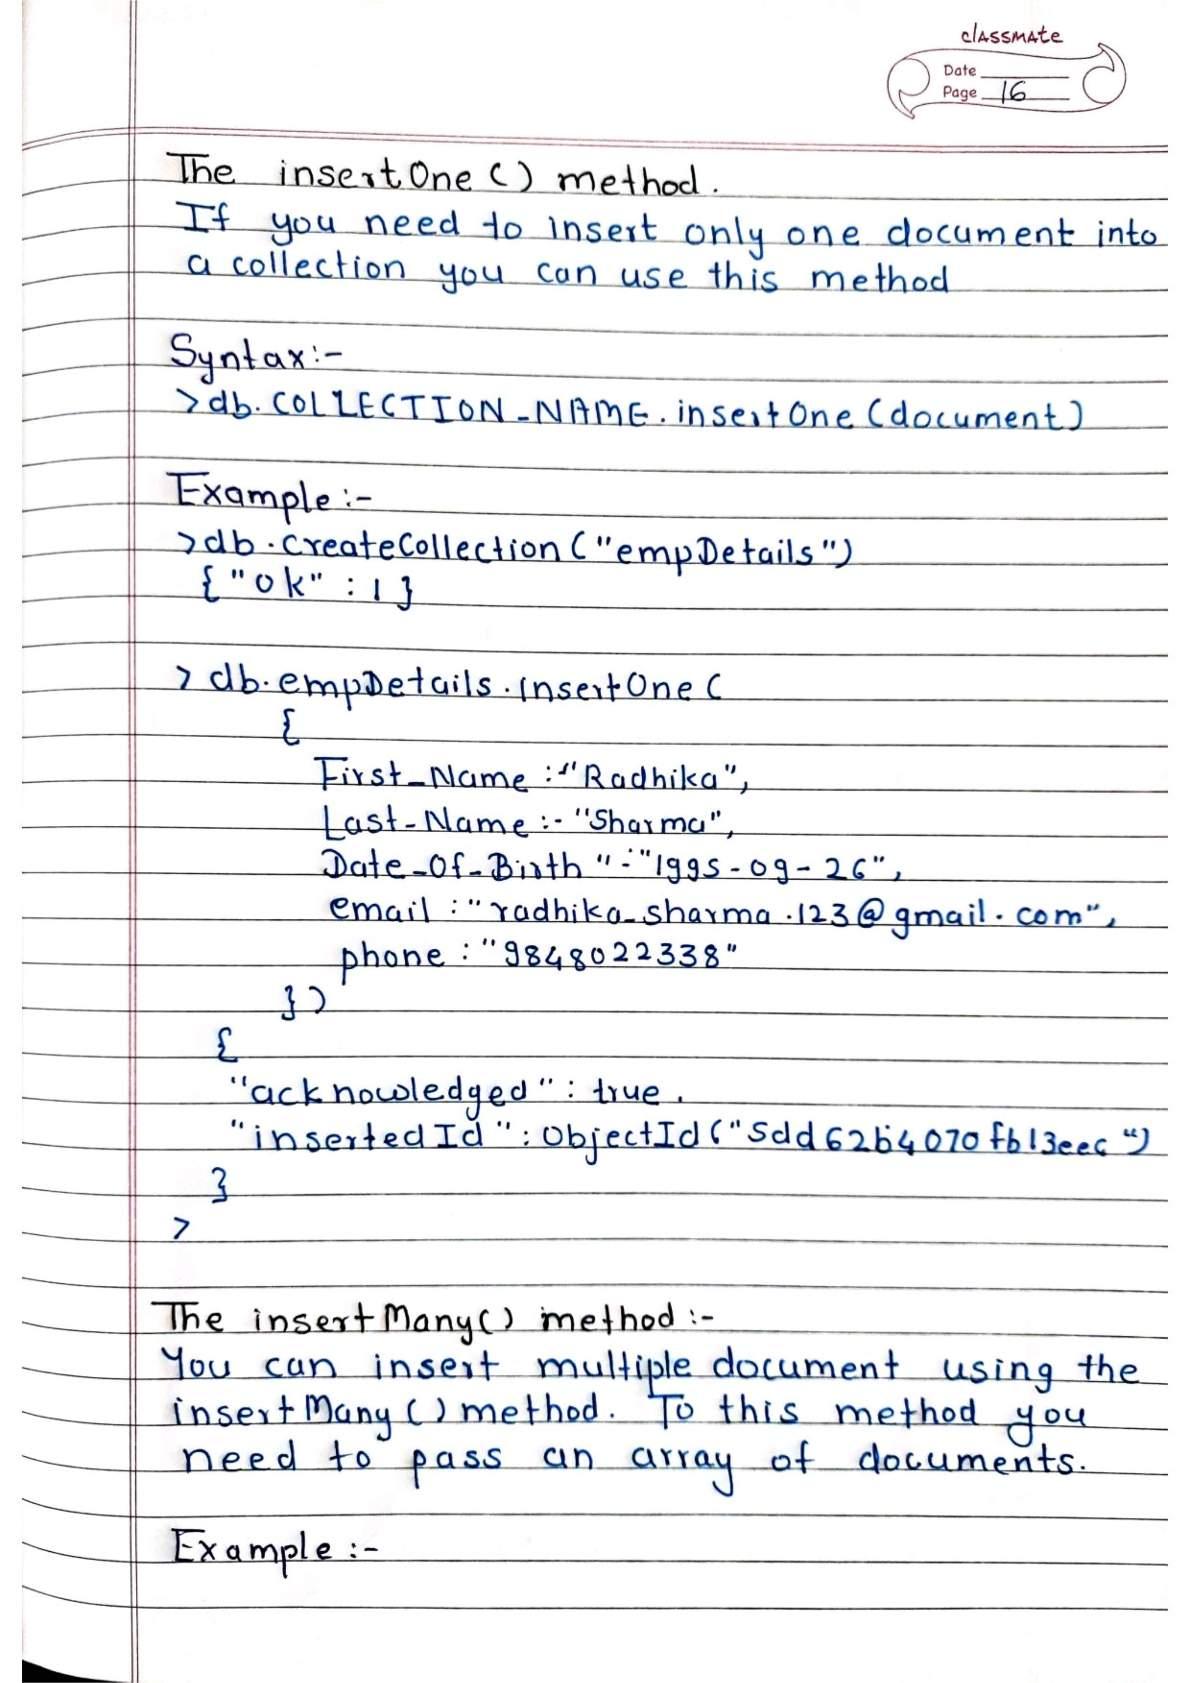 classmate
Date
Page 16
The insertOne() method.
If you need to insert only one document into
a collection you can use this method
Syntax:-
>db.COLLECTION_NAME.insertOne(document)
Example:-
>db.createCollection("empDetails")
{"ok" : 1}
> db.empDetails.insertOne(
{
First_Name :"Radhika",
Last-Name :- "Sharma",
Date_Of_Birth " : "1995-09-26",
email : "radhika_sharma.123@gmail.com",
phone : "9848022338"
})
{
"acknowledged" : true,
"insertedId" : ObjectId("5dd62b4070fb13eec")
}
>
The insertMany() method :-
You can insert multiple document using the
insertMany() method. To this method you
need to pass an array of documents.
Example :-